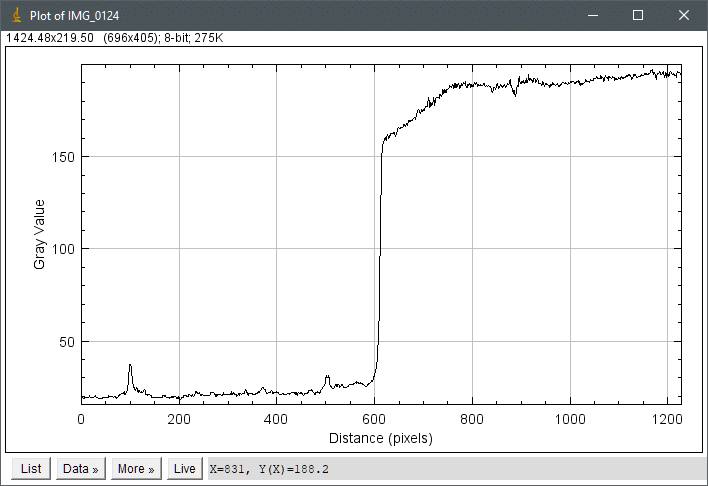 Plot of IMG_0124
1424.48x219.50 (696x405); 8-bit; 275K
150
100
50
Gray Value
0 200 400 600 800 1000 1200
Distance (pixels)
List Data » More » Live X=831, Y(X)=188.2